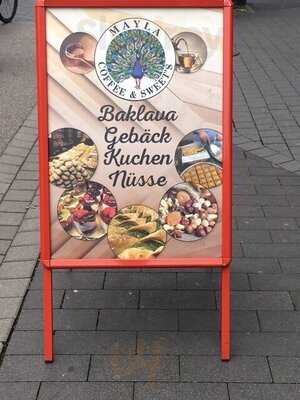 MAYLA
COFFEE & SWEETS
Baklava
Gebäck
Kuchen
Nüsse